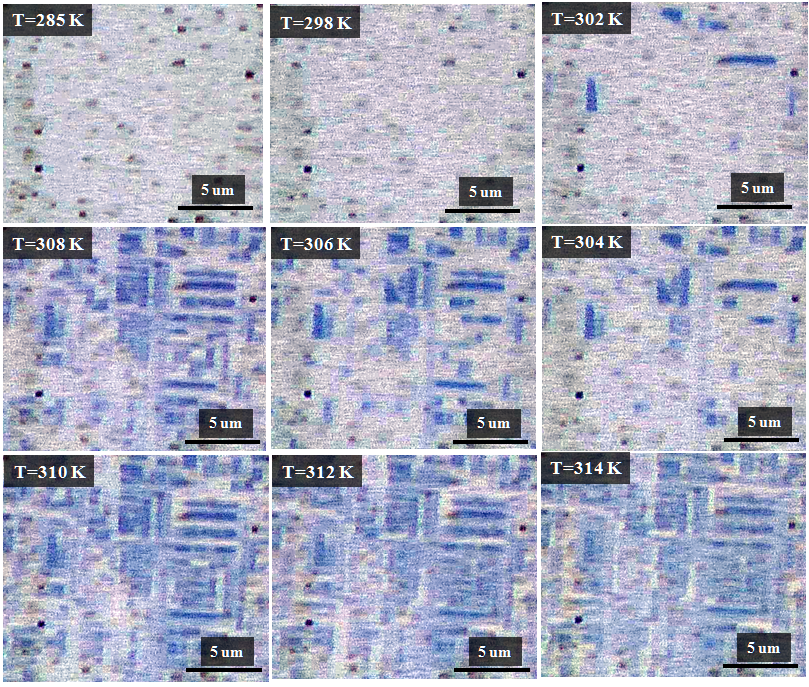 T=285 K
5 um
T=298 K
5 um
T=302 K
5 um
T=308 K
5 um
T=306 K
5 um
T=304 K
5 um
T=310 K
5 um
T=312 K
5 um
T=314 K
5 um